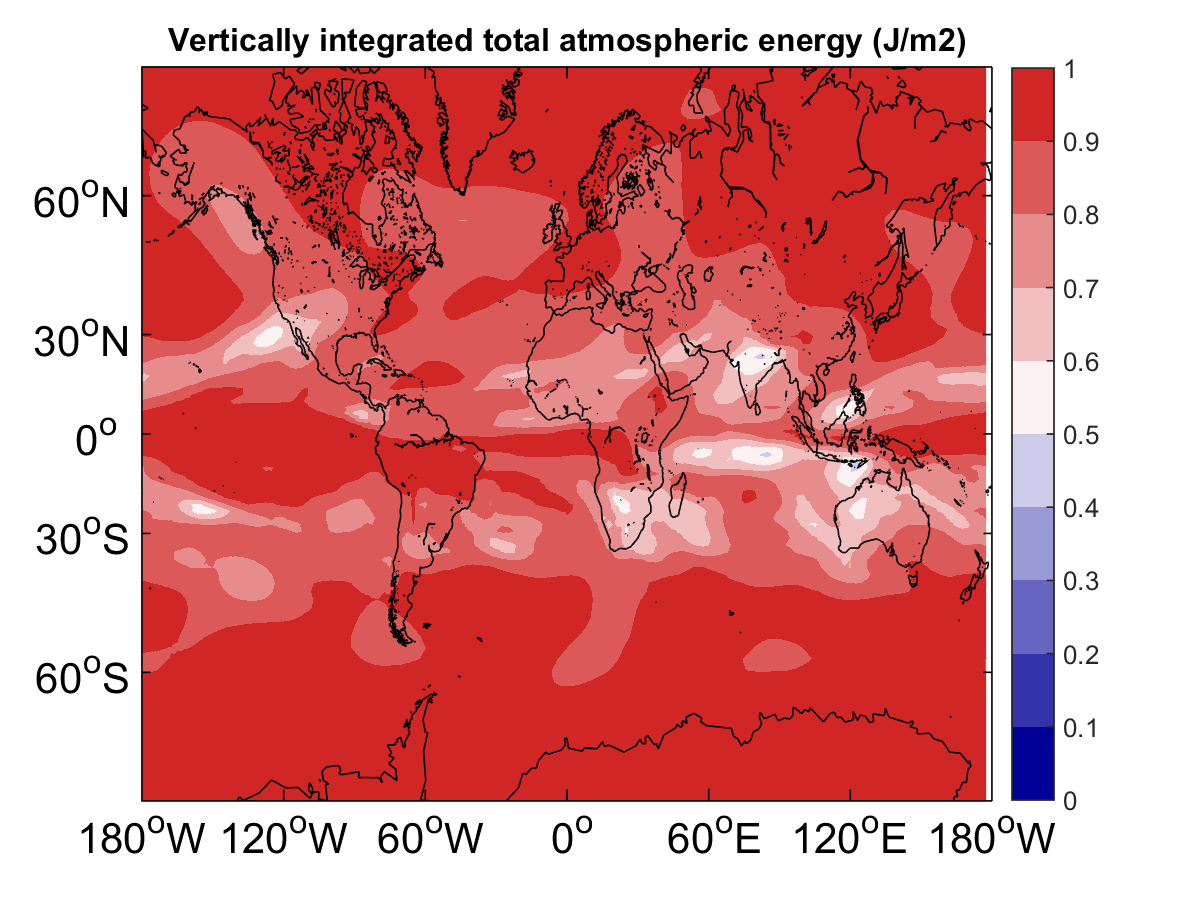 Vertically integrated total atmospheric energy (J/m2)
60°N
30°N
0°
30°S
60°S
180°W 120°W 60°W 0° 60°E 120°E 180°W
1
0.9
0.8
0.7
0.6
0.5
0.4
0.3
0.2
0.1
0